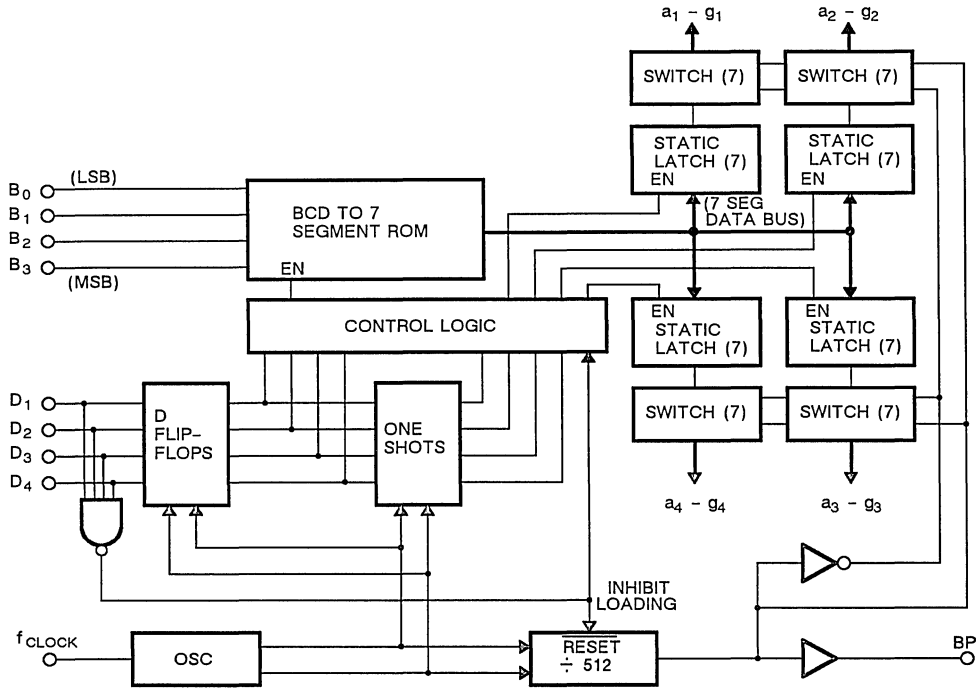 a1 – g1
a2 – g2
SWITCH (7)
SWITCH (7)
STATIC
LATCH (7)
EN
STATIC
LATCH (7)
EN
B0
(LSB)
B1
B2
B3
(MSB)
BCD TO 7
SEGMENT ROM
EN
(7 SEG
DATA BUS)
CONTROL LOGIC
EN
STATIC
LATCH (7)
EN
STATIC
LATCH (7)
D1
D2
D3
D4
D
FLIP–
FLOPS
ONE
SHOTS
SWITCH (7)
SWITCH (7)
a4 – g4
a3 – g3
INHIBIT
LOADING
fCLOCK
OSC
RESET
÷ 512
BP